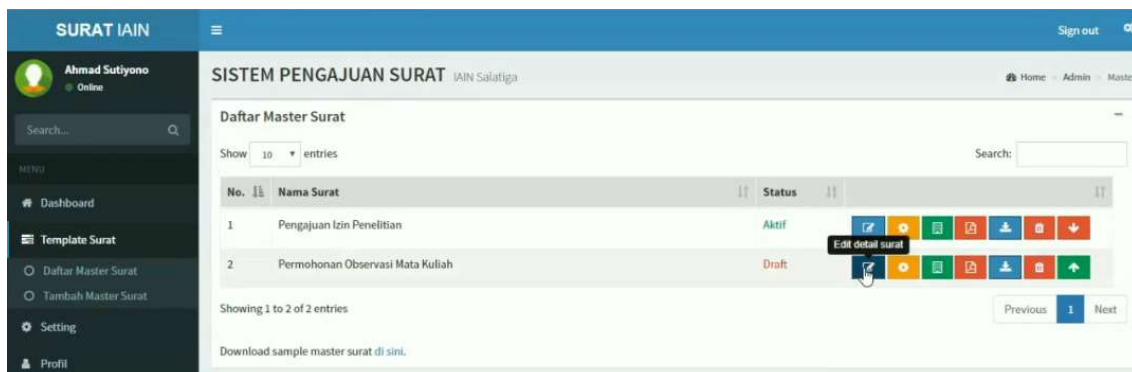 SURAT IAIN
Sign out
Ahmad Sutiyono
Online
SISTEM PENGAJUAN SURAT IAIN Salatiga
Home Admin
Search...
Daftar Master Surat
Show 10 entries
Search:
MENU
No. Nama Surat Status
Dashboard
1 Pengajuan Izin Penelitian Aktif
Template Surat
Edit detail surat
2 Permohonan Observasi Mata Kuliah Draft
Daftar Master Surat
Tambah Master Surat
Showing 1 to 2 of 2 entries
Previous 1 Next
Setting
Download sample master surat di sini.
Profil